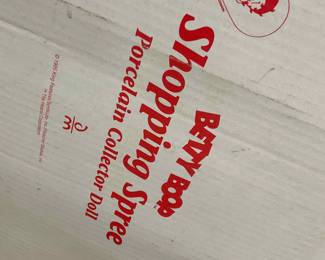 BETTY BOOP
Shopping Spree
Porcelain Collector Doll